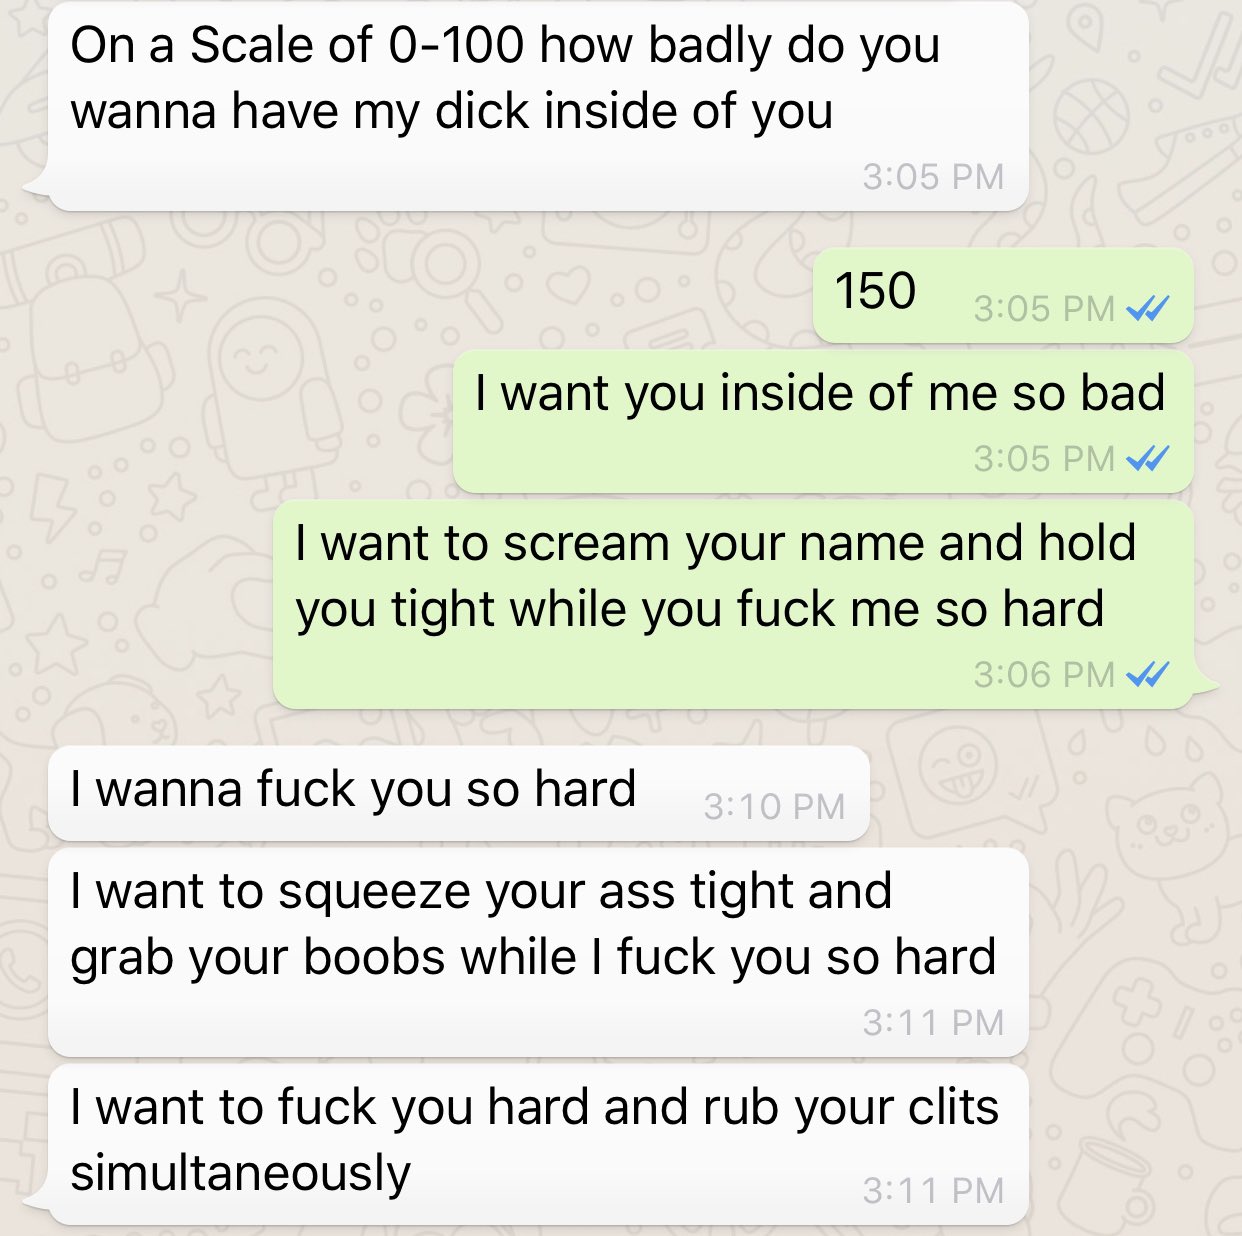 On a Scale of 0-100 how badly do you
wanna have my dick inside of you
3:05 PM
150 3:05 PM
I want you inside of me so bad
3:05 PM
I want to scream your name and hold
you tight while you fuck me so hard
3:06 PM
I wanna fuck you so hard 3:10 PM
I want to squeeze your ass tight and
grab your boobs while I fuck you so hard
3:11 PM
I want to fuck you hard and rub your clits
simultaneously 3:11 PM